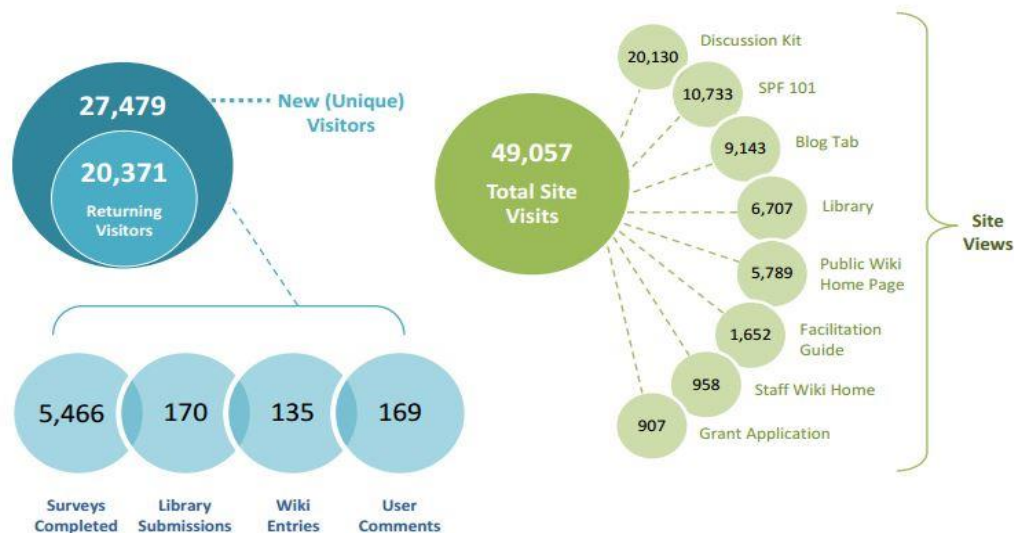 27,479
New (Unique)
Visitors
20,371
Returning
Visitors
5,466
170
135
169
Surveys
Completed
Library
Submissions
Wiki
Entries
User
Comments
49,057
Total Site
Visits
20,130
Discussion Kit
10,733
SPF 101
9,143
Blog Tab
6,707
Library
5,789
Public Wiki
Home Page
1,652
Facilitation
Guide
958
Staff Wiki Home
907
Grant Application
Site
Views